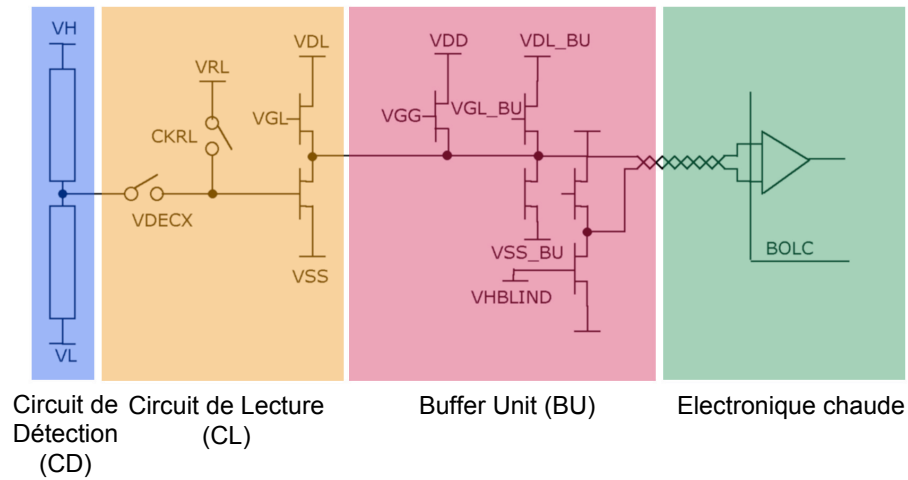 VH
VL
VRL
CKRL
VDECX
VDL
VGL
VSS
VDD
VGG
VDL_BU
VGL_BU
VSS_BU
VHBLIND
BOLC
Circuit de
Détection
(CD)
Circuit de Lecture
(CL)
Buffer Unit (BU)
Electronique chaude